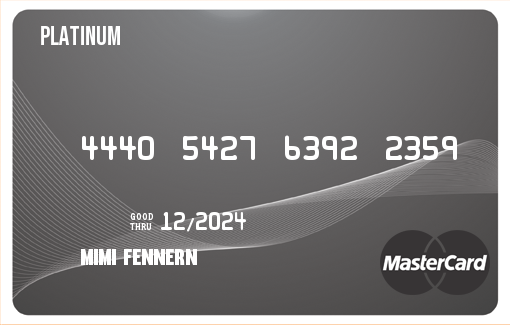 PLATINUM
4440 5427 6392 2359
GOOD THRU 12/2024
MIMI FENNERN
MasterCard